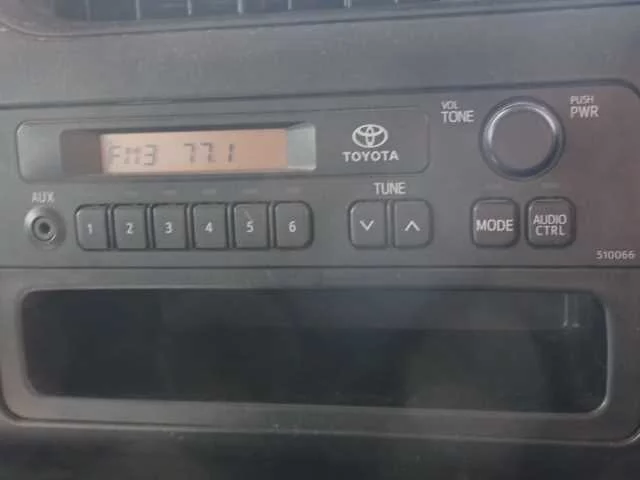 VOL
TONE
PUSH
PWR
FM3 77.1
TOYOTA
AUX
TUNE
1 2 3 4 5 6
MODE
AUDIO
CTRL
510066